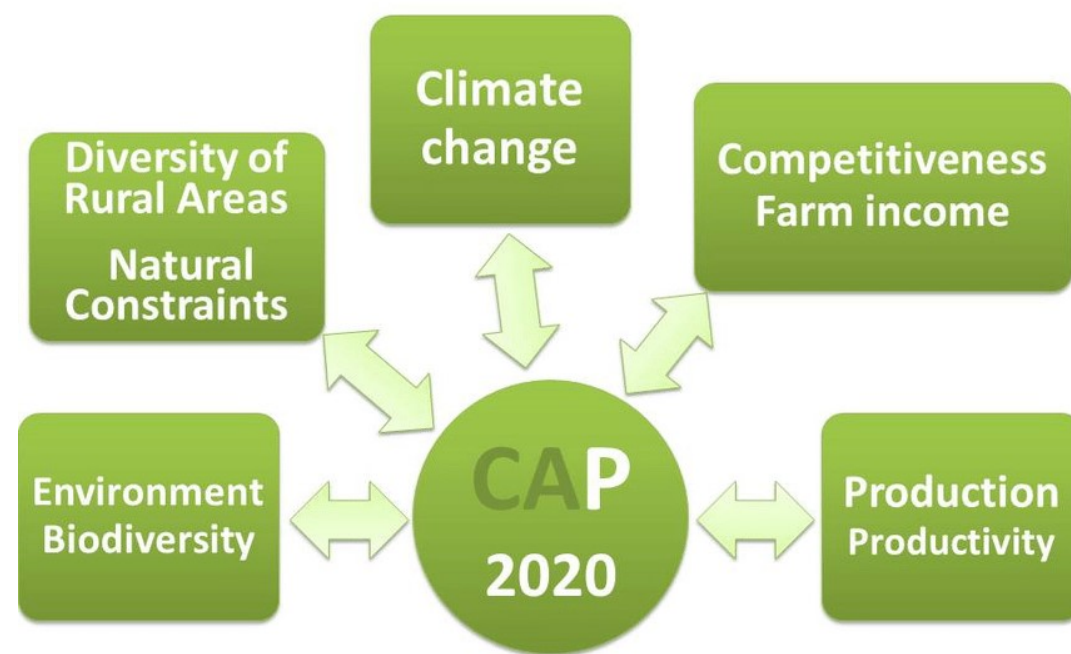 Climate
change
Diversity of
Rural Areas
Natural
Constraints
Competitiveness
Farm income
Environment
Biodiversity
CAP
2020
Production
Productivity